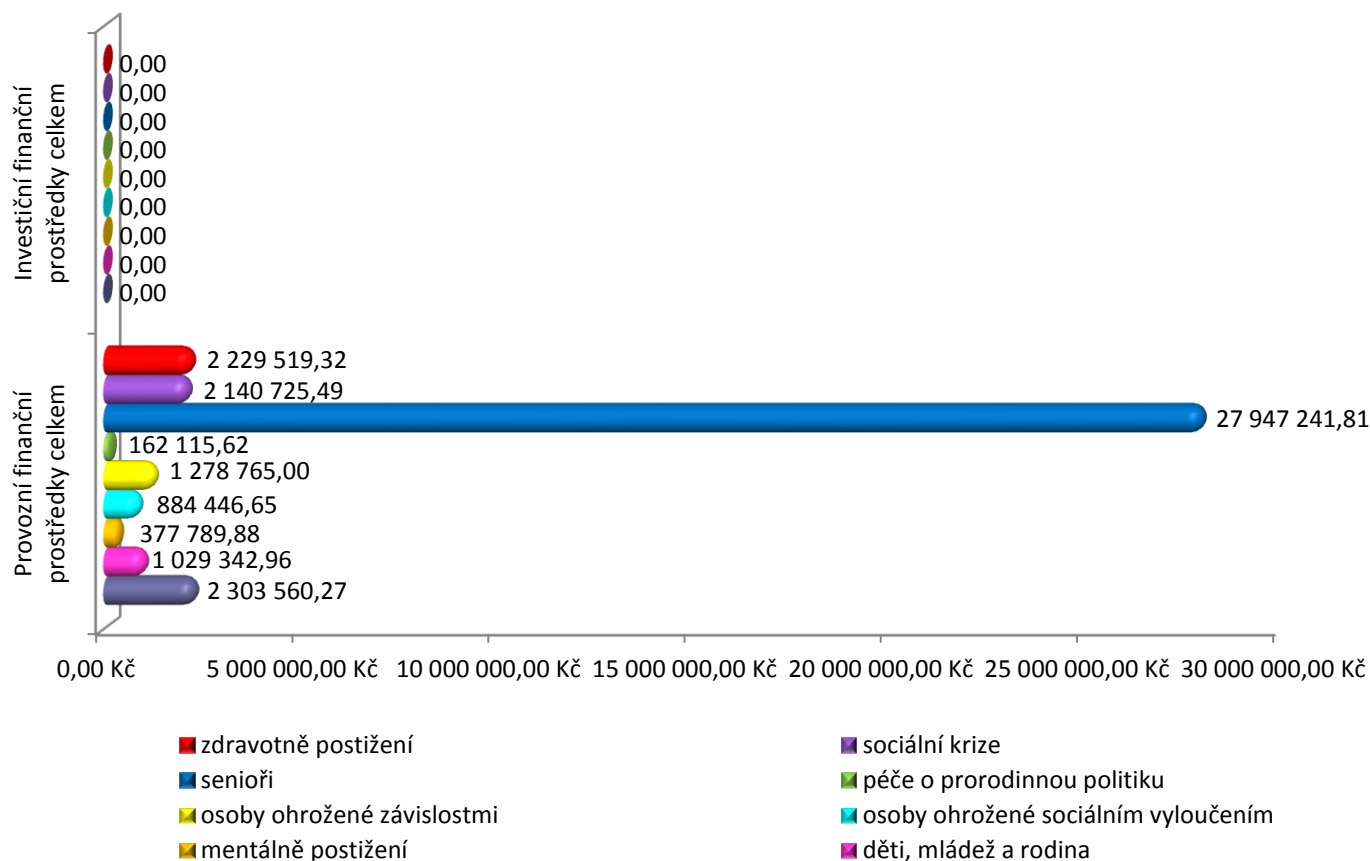 Investiční finanční
prostředky celkem
0,00
0,00
0,00
0,00
0,00
0,00
0,00
0,00
0,00
Provozní finanční
prostředky celkem
2 229 519,32
2 140 725,49
27 947 241,81
162 115,62
1 278 765,00
884 446,65
377 789,88
1 029 342,96
2 303 560,27
0,00 Kč 5 000 000,00 Kč 10 000 000,00 Kč 15 000 000,00 Kč 20 000 000,00 Kč 25 000 000,00 Kč 30 000 000,00 Kč
zdravotně postižení sociální krize
senioři péče o prorodinnou politiku
osoby ohrožené závislostmi osoby ohrožené sociálním vyloučením
mentálně postižení děti, mládež a rodina